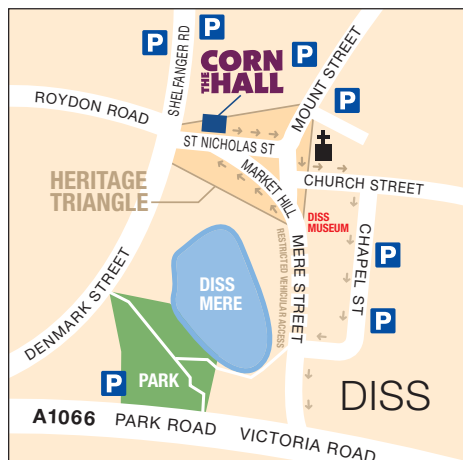 P
P
P
P
SHELFANGER RD
CORN
THE HALL
MOUNT STREET
ROYDON ROAD
ST NICHOLAS ST
HERITAGE
TRIANGLE
MARKET HILL
CHURCH STREET
DISS
MUSEUM
RESTRICTED VEHICULAR ACCESS
MERE STREET
CHAPEL ST
P
P
DISS
MERE
DENMARK STREET
P
PARK
DISS
A1066 PARK ROAD VICTORIA ROAD